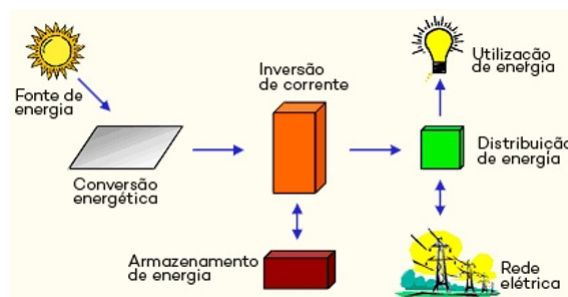 Fonte de
energia
Conversão
energética
Inversão
de corrente
Armazenamento
de energia
Utilização
de energia
Distribuição
de energia
Rede
elétrica